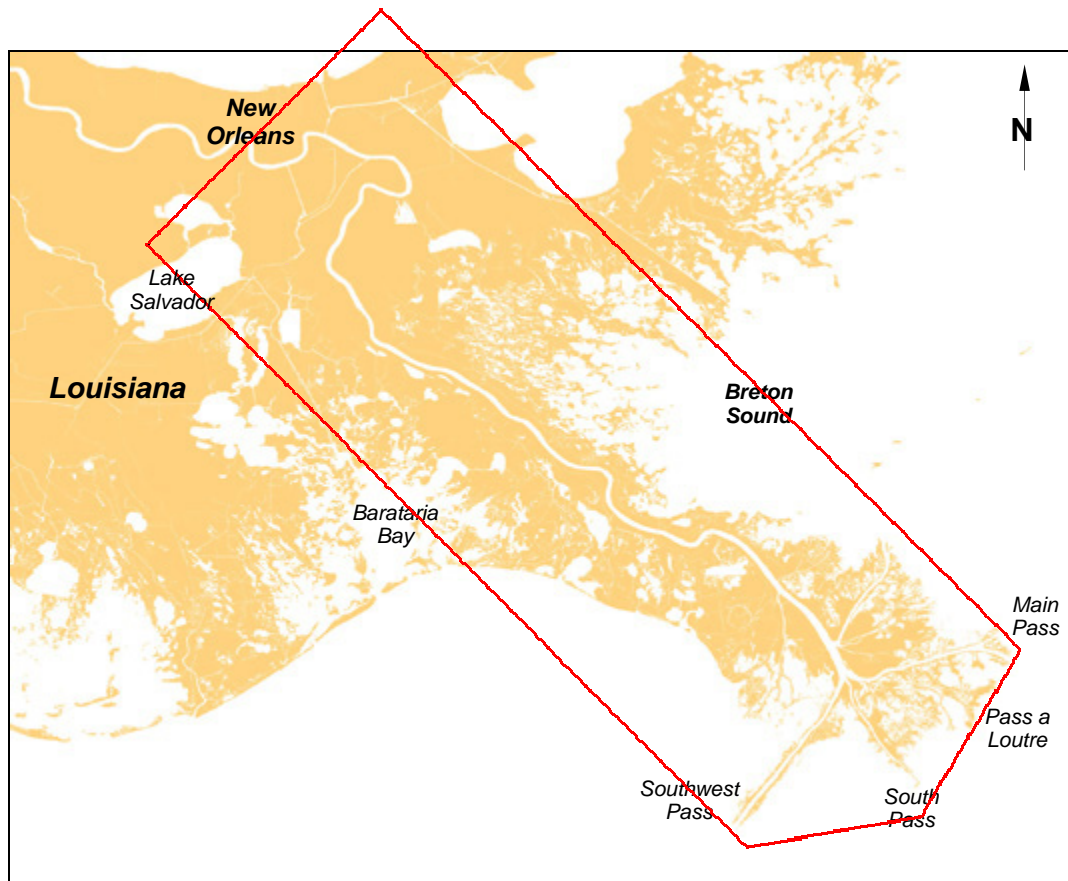 New
Orleans
N
Lake
Salvador
Louisiana
Breton
Sound
Barataria
Bay
Main
Pass
Pass a
Loutre
Southwest
Pass
South
Pass